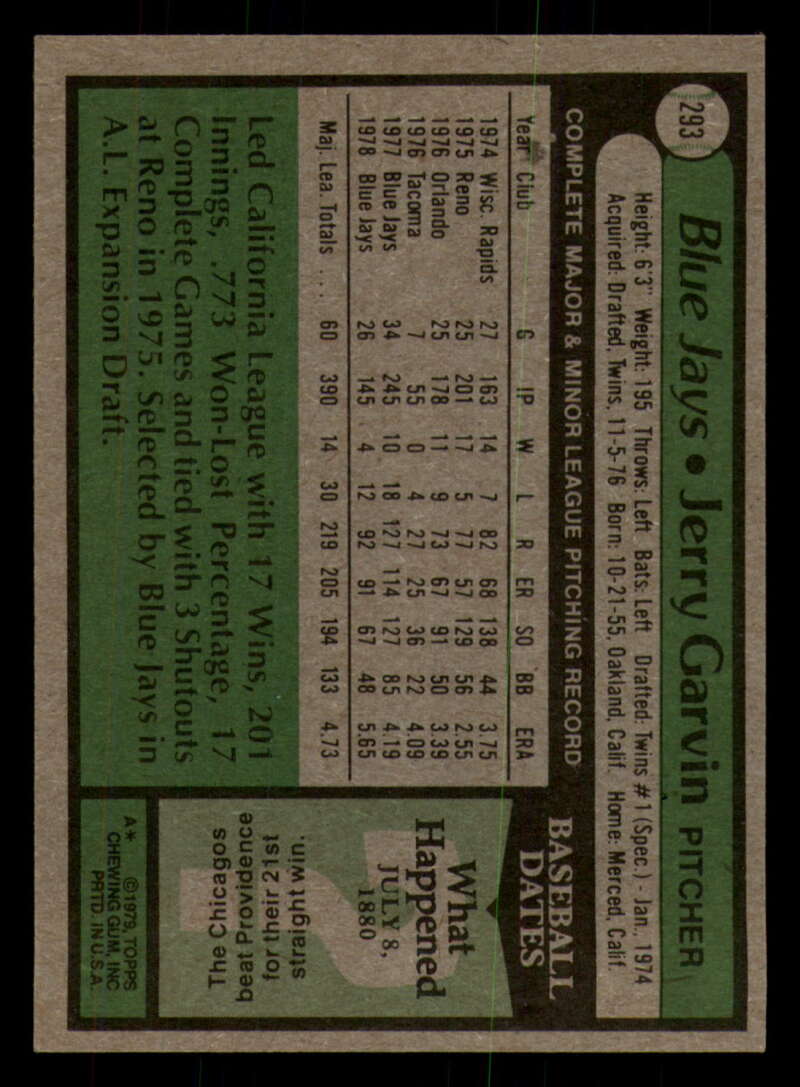 293
Blue Jays • Jerry Garvin PITCHER
Height: 6'3" Weight: 195 Throws: Left Bats: Left Drafted: Twins #1 (Spec.) - Jan., 1974
Acquired: Drafted, Twins, 11-5-76 Born: 10-21-55, Oakland, Calif. Home: Merced, Calif.
COMPLETE MAJOR & MINOR LEAGUE PITCHING RECORD
Year Club G IP W L R ER SO BB ERA
1974 Wisc. Rapids 27 163 14 7 82 68 138 44 3.75
1975 Reno 25 201 17 5 77 57 129 56 2.55
1976 Orlando 25 178 11 9 73 67 91 50 3.39
1976 Tacoma 7 55 0 4 27 25 36 22 4.09
1977 Blue Jays 34 245 10 18 127 114 127 85 4.19
1978 Blue Jays 26 145 4 12 92 91 67 48 5.65
Maj. Lea. Totals . . . 60 390 14 30 219 205 194 133 4.73
Led California League with 17 Wins, 201
Innings, .773 Won-Lost Percentage, 17
Complete Games and tied with 3 Shutouts
at Reno in 1975. Selected by Blue Jays in
A.L. Expansion Draft.
BASEBALL
DATES
What
Happened
JULY 8,
1880
The Chicagos
beat Providence
for their 21st
straight win.
A* ©1979, TOPPS
CHEWING GUM, INC
PRTD. IN U.S.A.